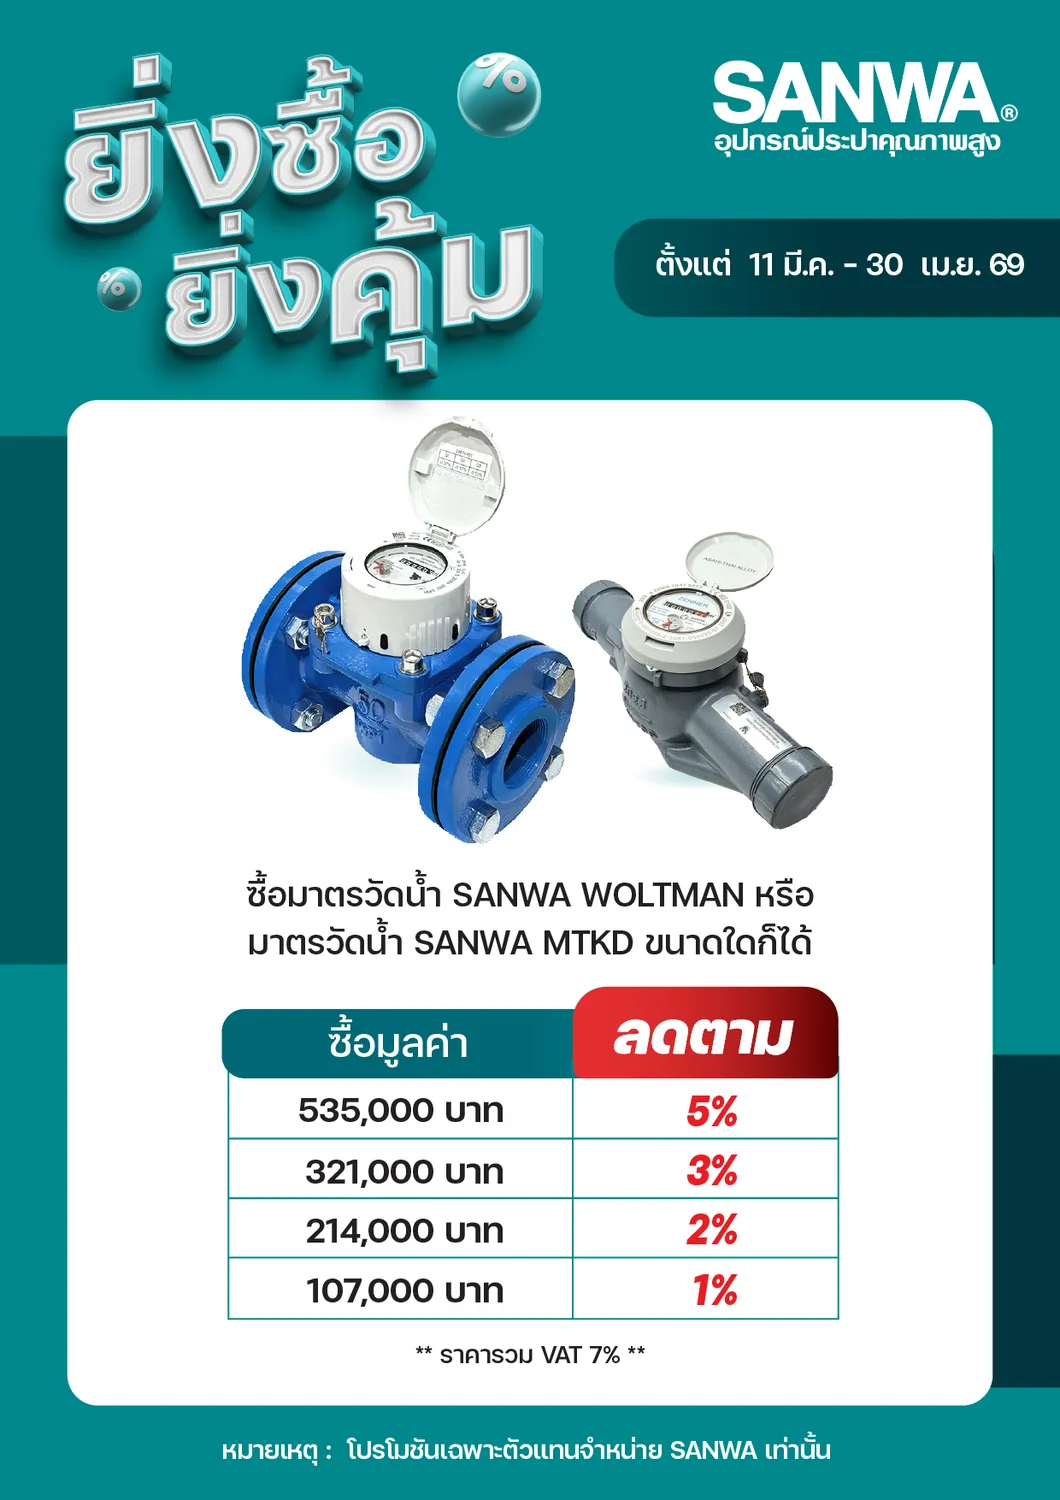 ยิ่งซื้อ
ยิ่งคุ้ม
%
%
SANWA®
อุปกรณ์ประปาคุณภาพสูง
ตั้งแต่ 11 มี.ค. - 30 เม.ย. 69
50
ASAHI-THAI ALLOY
ZENNER
ซื้อมาตรวัดน้ำ SANWA WOLTMAN หรือ
มาตรวัดน้ำ SANWA MTKD ขนาดใดก็ได้
ซื้อมูลค่า ลดตาม
535,000 บาท 5%
321,000 บาท 3%
214,000 บาท 2%
107,000 บาท 1%
** ราคารวม VAT 7% **
หมายเหตุ : โปรโมชันเฉพาะตัวแทนจำหน่าย SANWA เท่านั้น